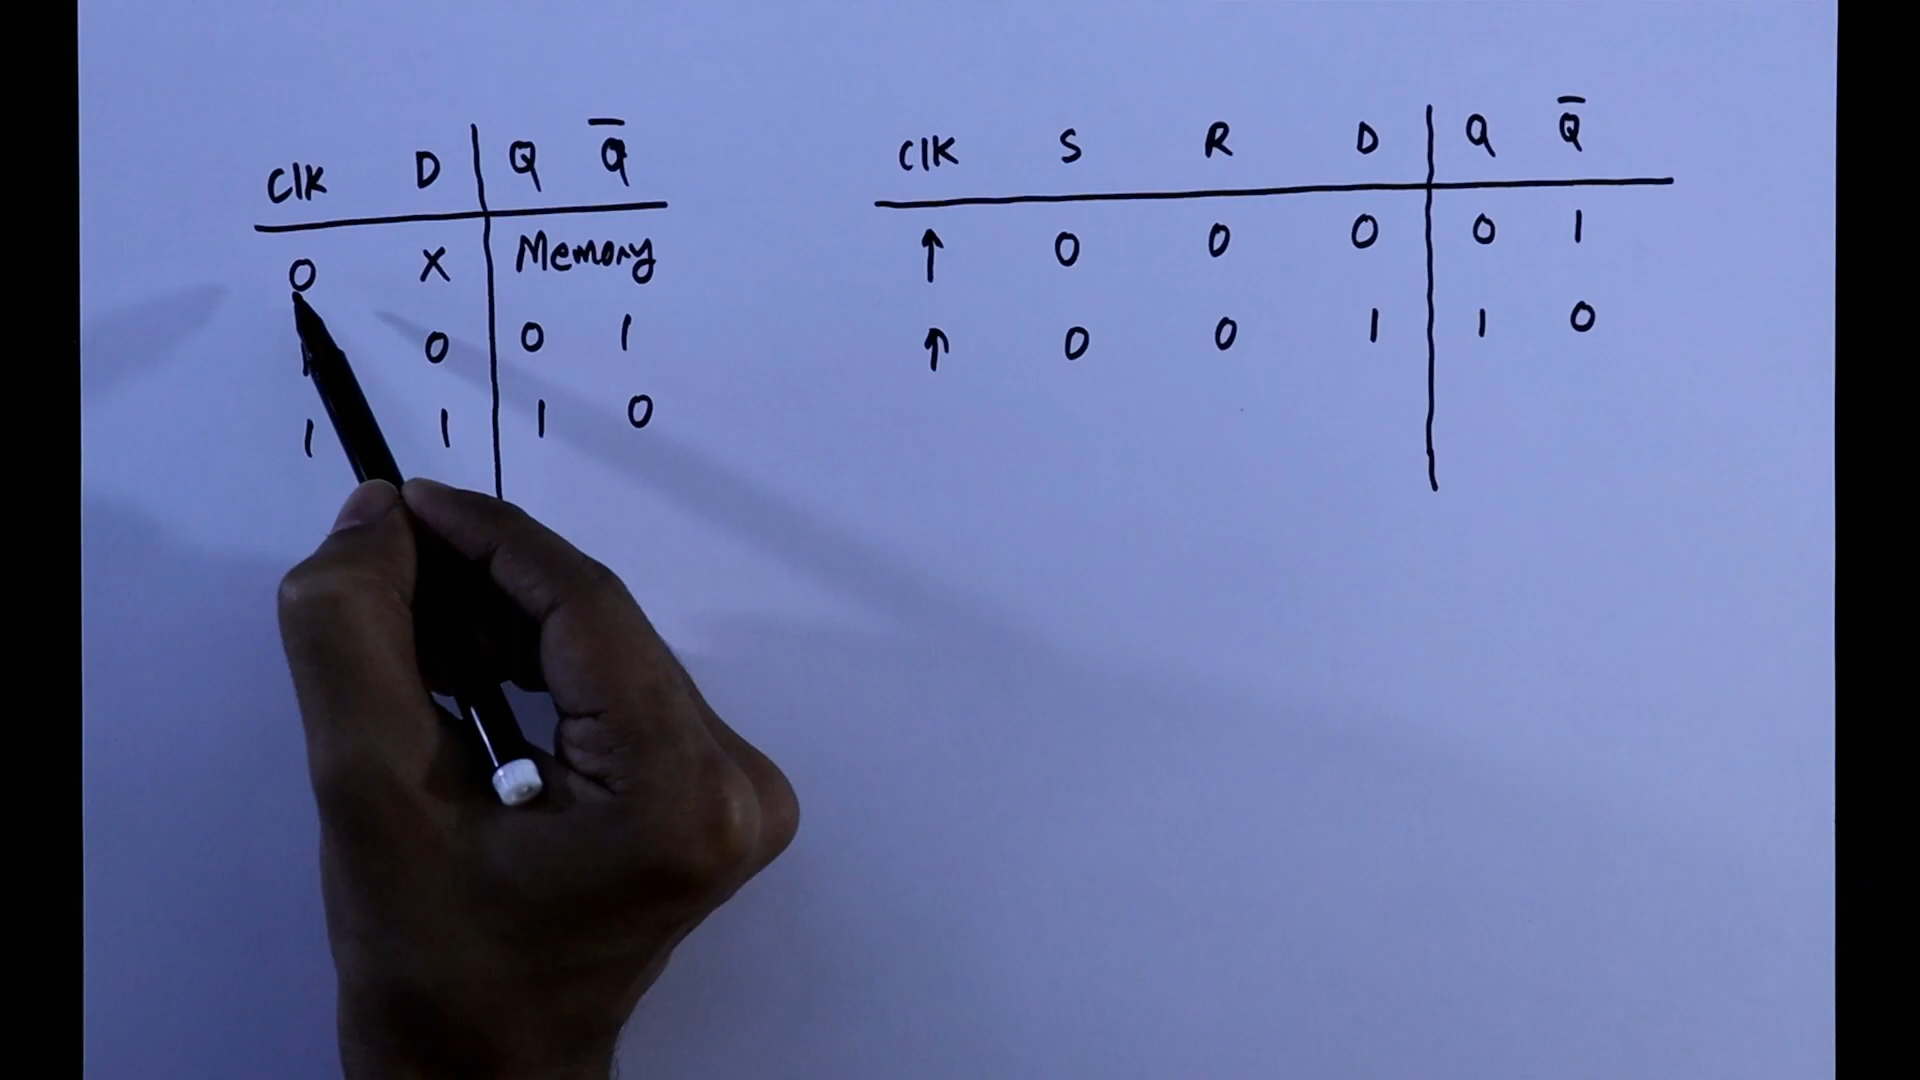 Clk D Q Q̅
0 X Memory
1 0 0 1
1 1 1 0
Clk S R D Q Q̅
↑ 0 0 0 0 1
↑ 0 0 1 1 0